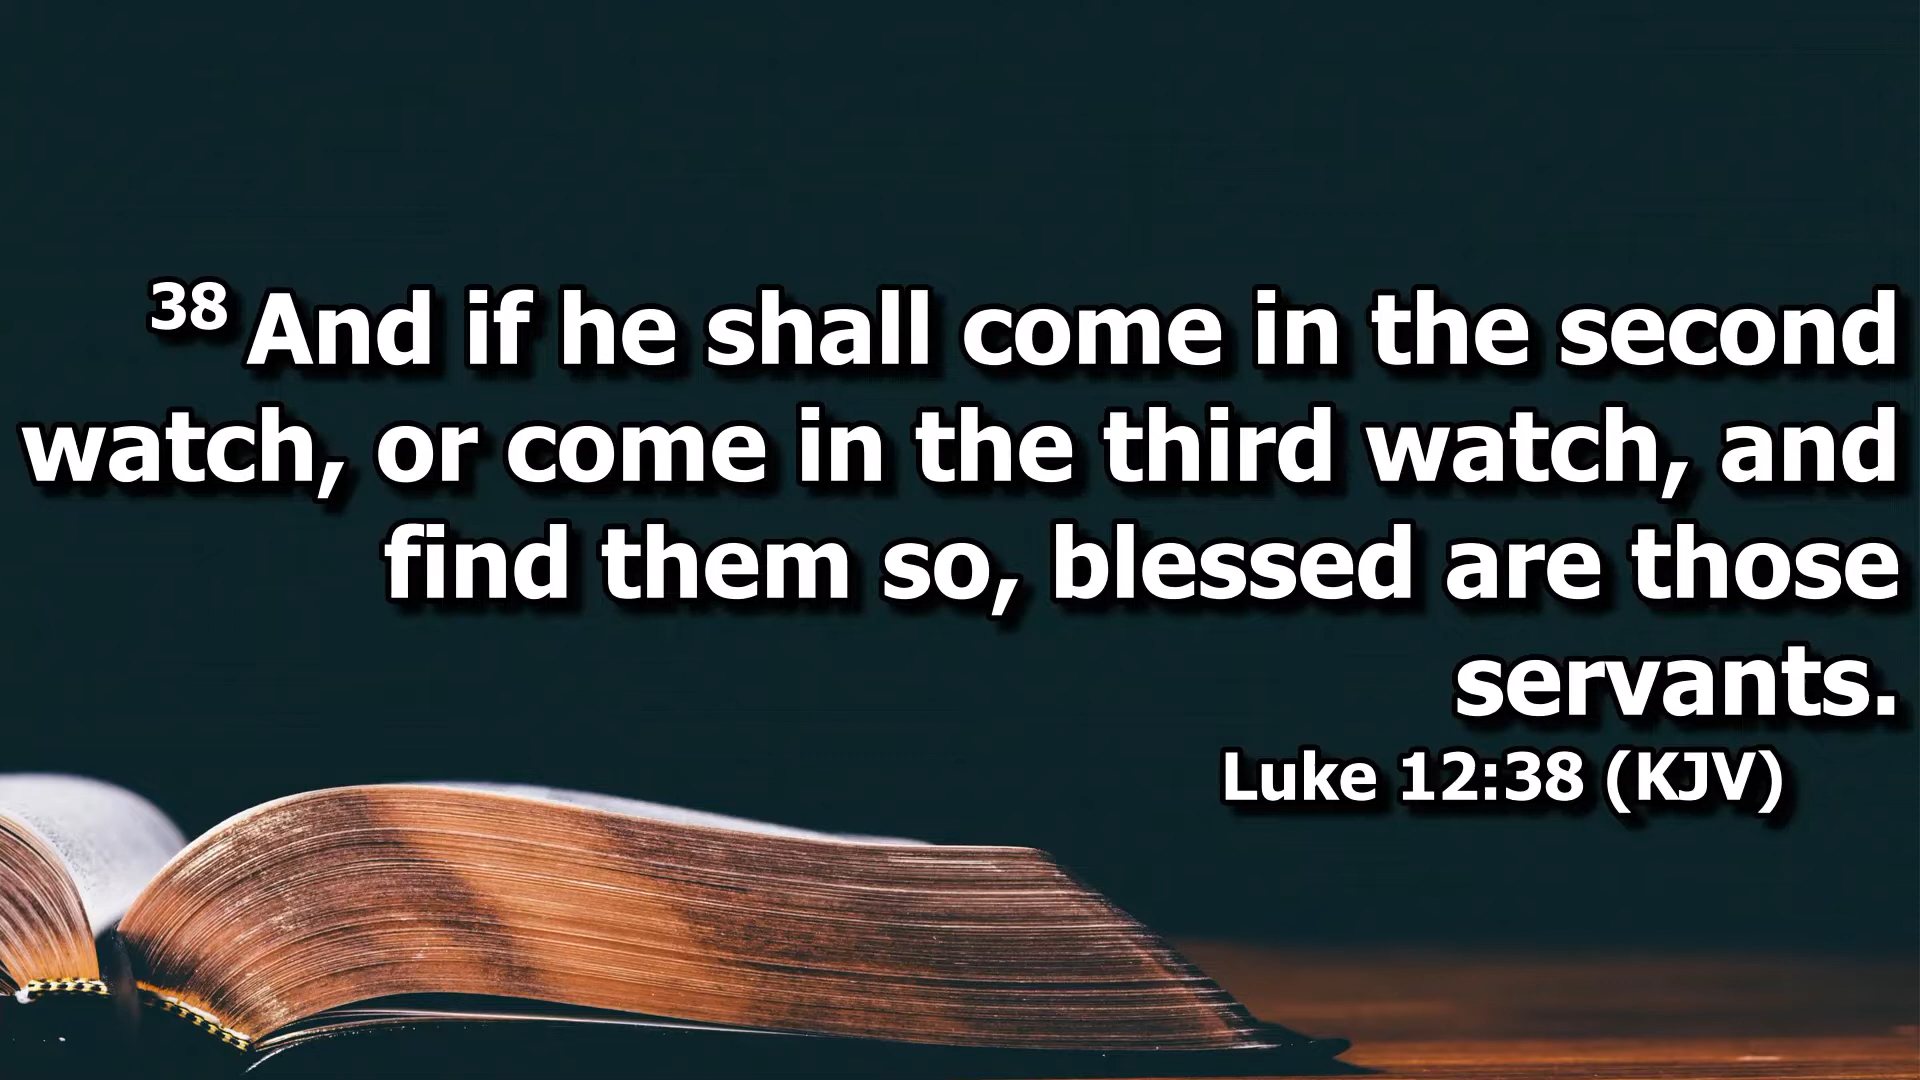 38 And if he shall come in the second
watch, or come in the third watch, and
find them so, blessed are those
servants.
Luke 12:38 (KJV)